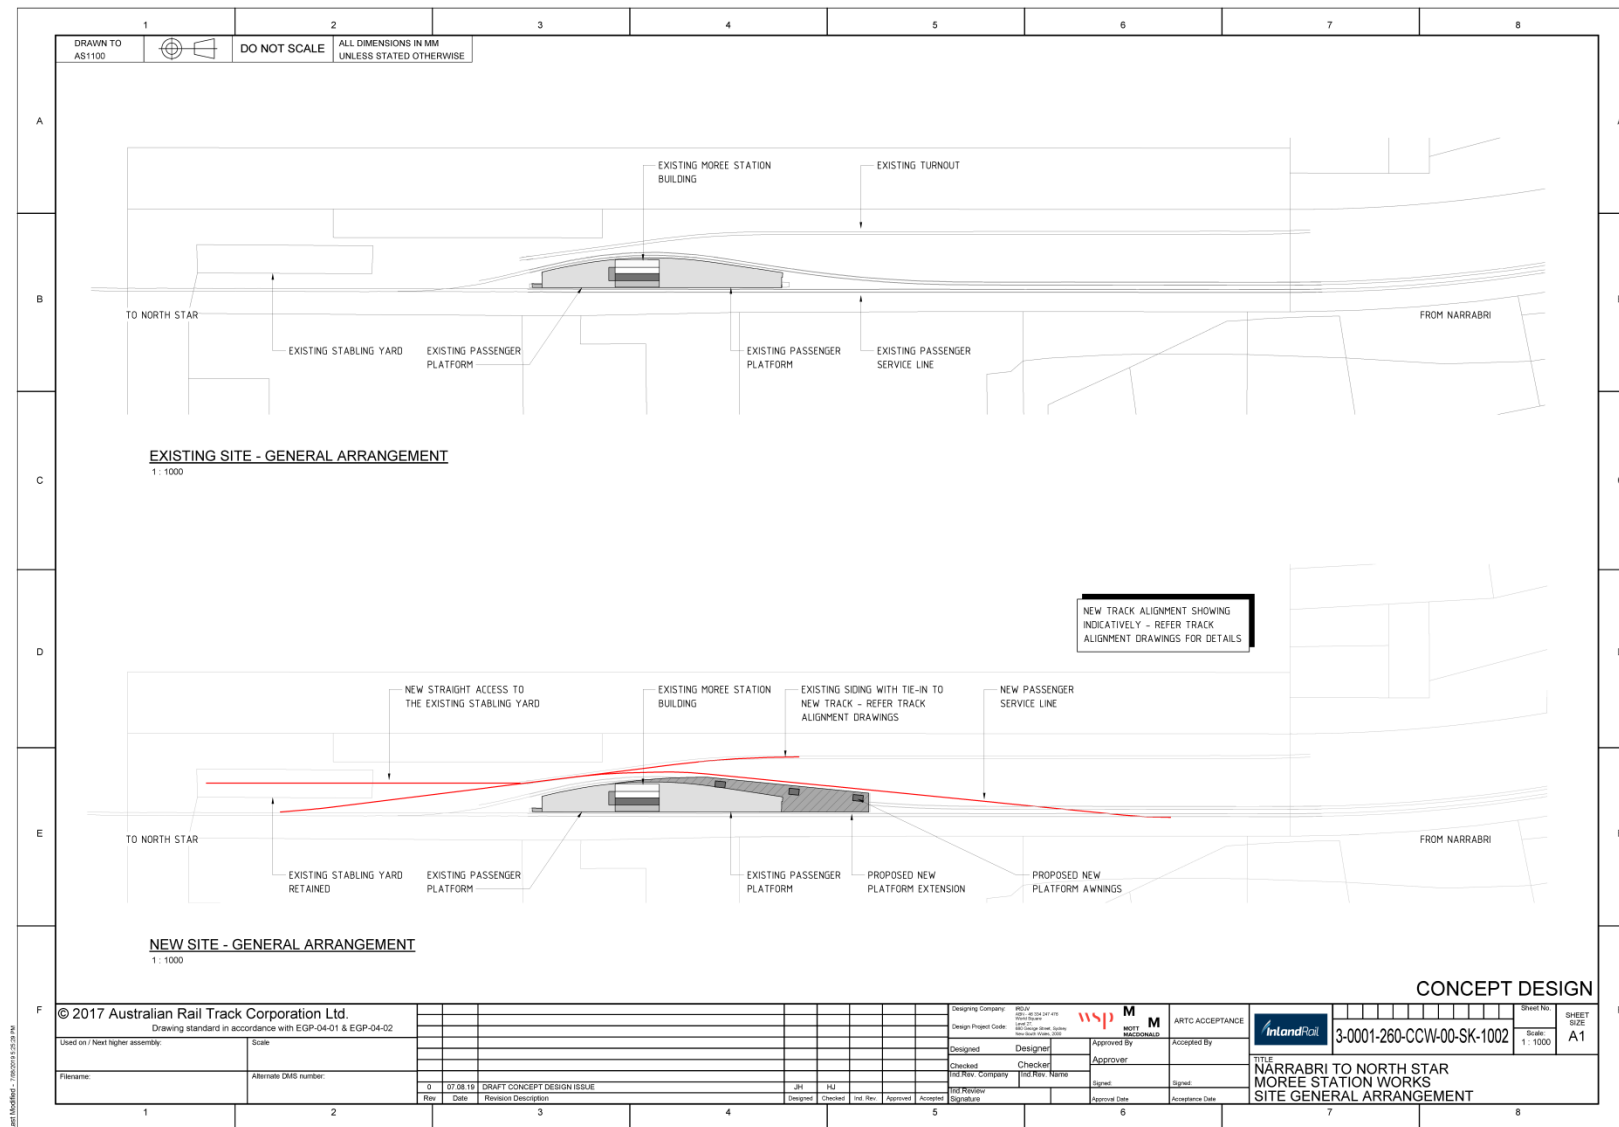 1 2 3 4 5 6 7 8
DRAWN TO
AS1100
DO NOT SCALE
ALL DIMENSIONS IN MM
UNLESS STATED OTHERWISE
A
EXISTING MOREE STATION
BUILDING
EXISTING TURNOUT
B
TO NORTH STAR
FROM NARRABRI
EXISTING STABLING YARD
EXISTING PASSENGER
PLATFORM
EXISTING PASSENGER
PLATFORM
EXISTING PASSENGER
SERVICE LINE
EXISTING SITE - GENERAL ARRANGEMENT
1 : 1000
C
NEW TRACK ALIGNMENT SHOWING
INDICATIVELY - REFER TRACK
ALIGNMENT DRAWINGS FOR DETAILS
D
NEW STRAIGHT ACCESS TO
THE EXISTING STABLING YARD
EXISTING MOREE STATION
BUILDING
EXISTING SIDING WITH TIE-IN TO
NEW TRACK - REFER TRACK
ALIGNMENT DRAWINGS
NEW PASSENGER
SERVICE LINE
E
TO NORTH STAR
FROM NARRABRI
EXISTING STABLING YARD
RETAINED
EXISTING PASSENGER
PLATFORM
EXISTING PASSENGER
PLATFORM
PROPOSED NEW
PLATFORM EXTENSION
PROPOSED NEW
PLATFORM AWNINGS
NEW SITE - GENERAL ARRANGEMENT
1 : 1000
CONCEPT DESIGN
F
© 2017 Australian Rail Track Corporation Ltd.
Drawing standard in accordance with EGP-04-01 & EGP-04-02
Used on / Next higher assembly:
Scale
Filename:
Alternate DMS number:
0 07.08.19 DRAFT CONCEPT DESIGN ISSUE JH HJ
Rev Date Revision Description Designed Checked Ind. Rev. Approved Accepted
Designing Company:
Design Project Code:
wsp
M
M
MOTT
MACDONALD
ARTC ACCEPTANCE
Designed Designer
Checked Checker
Ind.Rev. Company Ind.Rev. Name
Ind.Review
Signature
Approved By
Approver
Signed:
Approval Date
Accepted By
Signed:
Acceptance Date
InlandRail
3-0001-260-CCW-00-SK-1002
Sheet No.
Scale:
1 : 1000
SHEET
SIZE
A1
TITLE
NARRABRI TO NORTH STAR
MOREE STATION WORKS
SITE GENERAL ARRANGEMENT
1 2 3 4 5 6 7 8